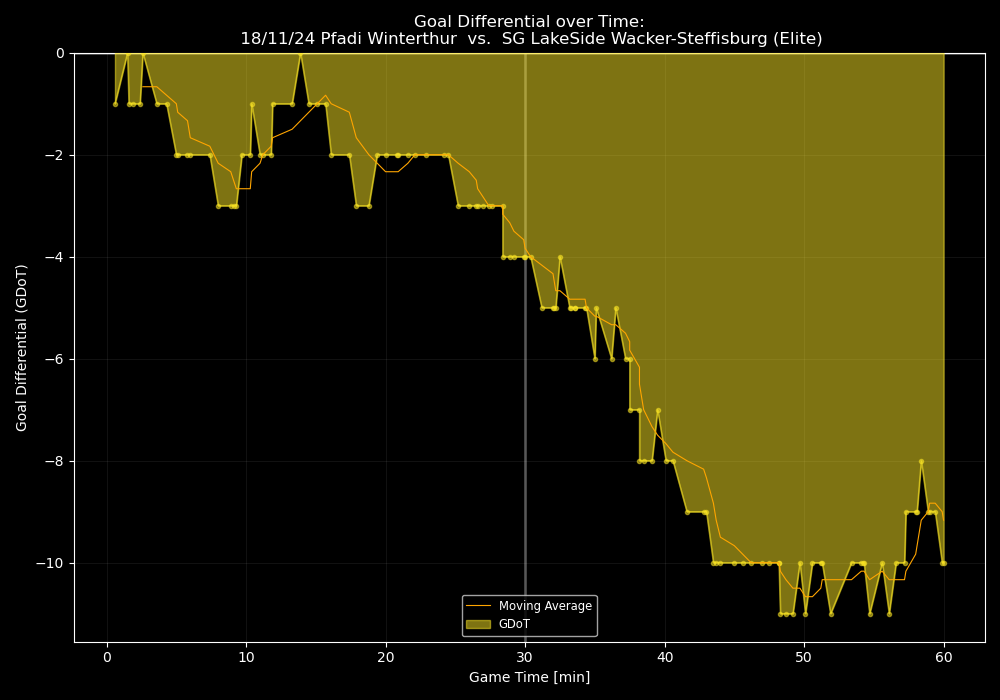 Goal Differential over Time:
18/11/24 Pfadi Winterthur  vs.  SG LakeSide Wacker-Steffisburg (Elite)
Goal Differential (GDoT)
0
−2
−4
−6
−8
−10
Moving Average
GDoT
0 10 20 30 40 50 60
Game Time [min]